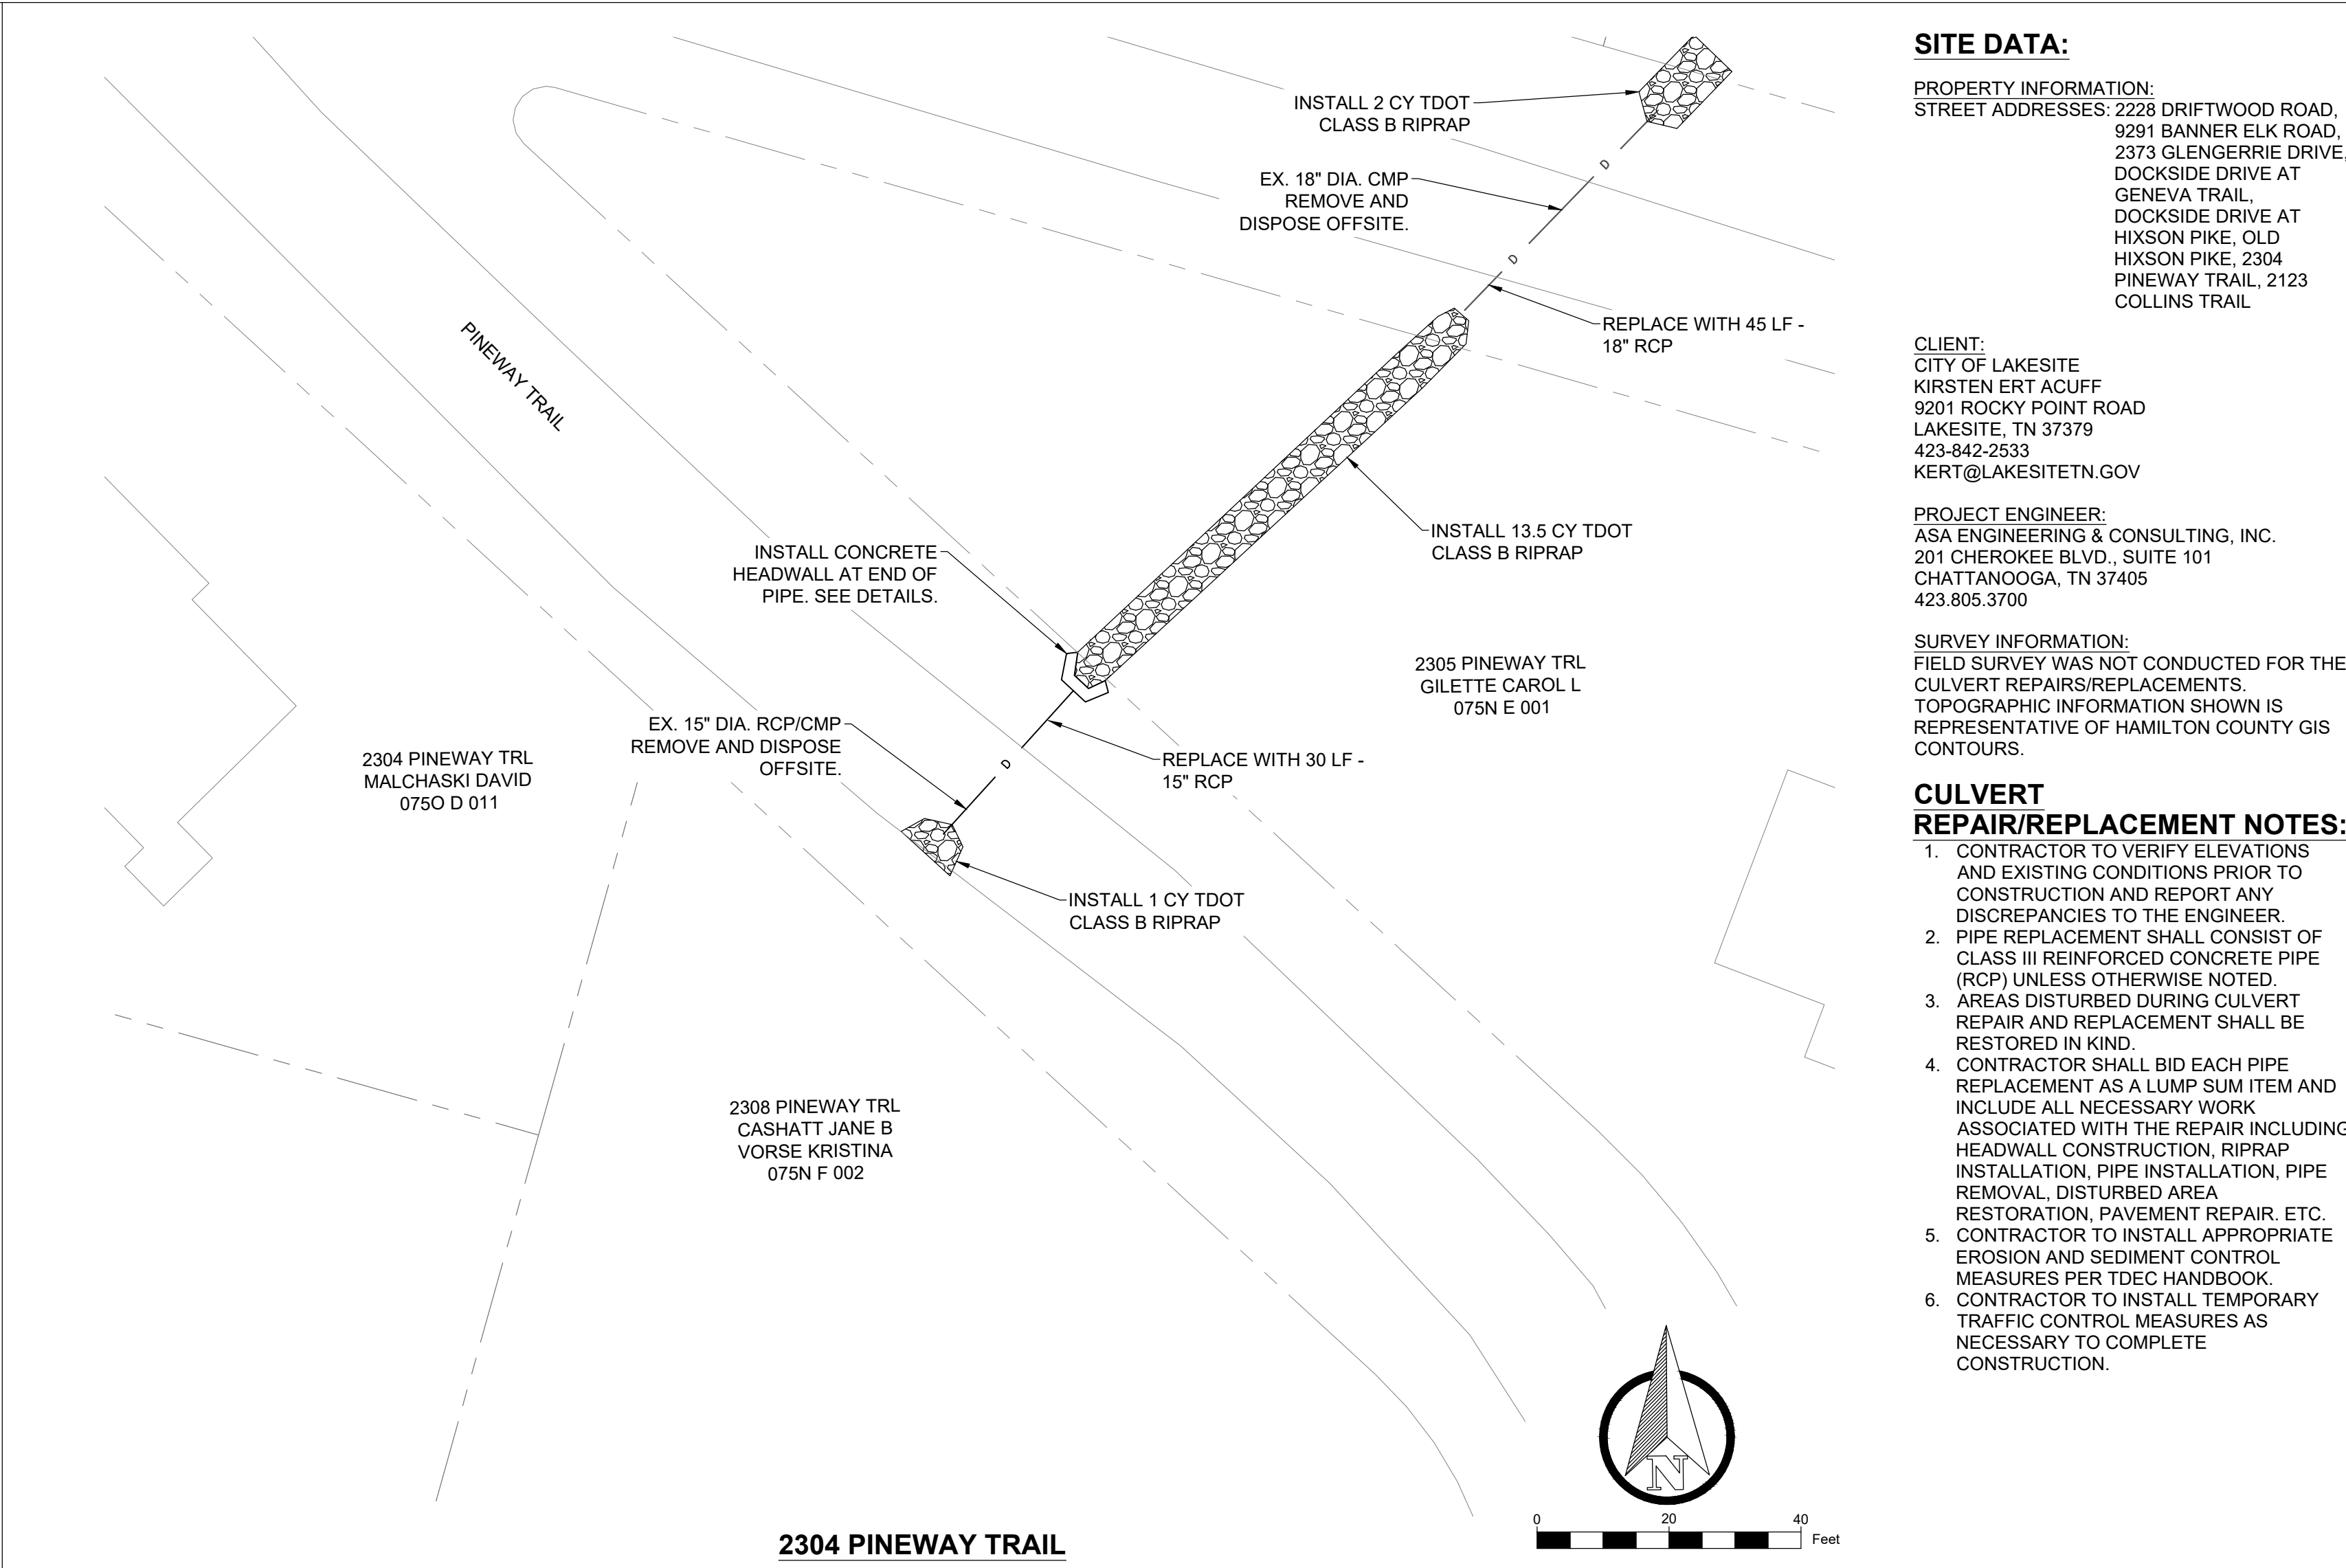 INSTALL 2 CY TDOT
CLASS B RIPRAP
EX. 18" DIA. CMP
REMOVE AND
DISPOSE OFFSITE.
D
D
REPLACE WITH 45 LF -
18" RCP
PINEWAY TRAIL
INSTALL 13.5 CY TDOT
CLASS B RIPRAP
INSTALL CONCRETE
HEADWALL AT END OF
PIPE. SEE DETAILS.
2305 PINEWAY TRL
GILETTE CAROL L
075N E 001
EX. 15" DIA. RCP/CMP
REMOVE AND DISPOSE
OFFSITE.
D
REPLACE WITH 30 LF -
15" RCP
2304 PINEWAY TRL
MALCHASKI DAVID
075O D 011
INSTALL 1 CY TDOT
CLASS B RIPRAP
2308 PINEWAY TRL
CASHATT JANE B
VORSE KRISTINA
075N F 002
N
0 20 40
Feet
2304 PINEWAY TRAIL
SITE DATA:
PROPERTY INFORMATION:
STREET ADDRESSES: 2228 DRIFTWOOD ROAD,
9291 BANNER ELK ROAD,
2373 GLENGERRIE DRIVE,
DOCKSIDE DRIVE AT
GENEVA TRAIL,
DOCKSIDE DRIVE AT
HIXSON PIKE, OLD
HIXSON PIKE, 2304
PINEWAY TRAIL, 2123
COLLINS TRAIL
CLIENT:
CITY OF LAKESITE
KIRSTEN ERT ACUFF
9201 ROCKY POINT ROAD
LAKESITE, TN 37379
423-842-2533
KERT@LAKESITETN.GOV
PROJECT ENGINEER:
ASA ENGINEERING & CONSULTING, INC.
201 CHEROKEE BLVD., SUITE 101
CHATTANOOGA, TN 37405
423.805.3700
SURVEY INFORMATION:
FIELD SURVEY WAS NOT CONDUCTED FOR THE
CULVERT REPAIRS/REPLACEMENTS.
TOPOGRAPHIC INFORMATION SHOWN IS
REPRESENTATIVE OF HAMILTON COUNTY GIS
CONTOURS.
CULVERT
REPAIR/REPLACEMENT NOTES:
1. CONTRACTOR TO VERIFY ELEVATIONS
AND EXISTING CONDITIONS PRIOR TO
CONSTRUCTION AND REPORT ANY
DISCREPANCIES TO THE ENGINEER.
2. PIPE REPLACEMENT SHALL CONSIST OF
CLASS III REINFORCED CONCRETE PIPE
(RCP) UNLESS OTHERWISE NOTED.
3. AREAS DISTURBED DURING CULVERT
REPAIR AND REPLACEMENT SHALL BE
RESTORED IN KIND.
4. CONTRACTOR SHALL BID EACH PIPE
REPLACEMENT AS A LUMP SUM ITEM AND
INCLUDE ALL NECESSARY WORK
ASSOCIATED WITH THE REPAIR INCLUDING
HEADWALL CONSTRUCTION, RIPRAP
INSTALLATION, PIPE INSTALLATION, PIPE
REMOVAL, DISTURBED AREA
RESTORATION, PAVEMENT REPAIR. ETC.
5. CONTRACTOR TO INSTALL APPROPRIATE
EROSION AND SEDIMENT CONTROL
MEASURES PER TDEC HANDBOOK.
6. CONTRACTOR TO INSTALL TEMPORARY
TRAFFIC CONTROL MEASURES AS
NECESSARY TO COMPLETE
CONSTRUCTION.